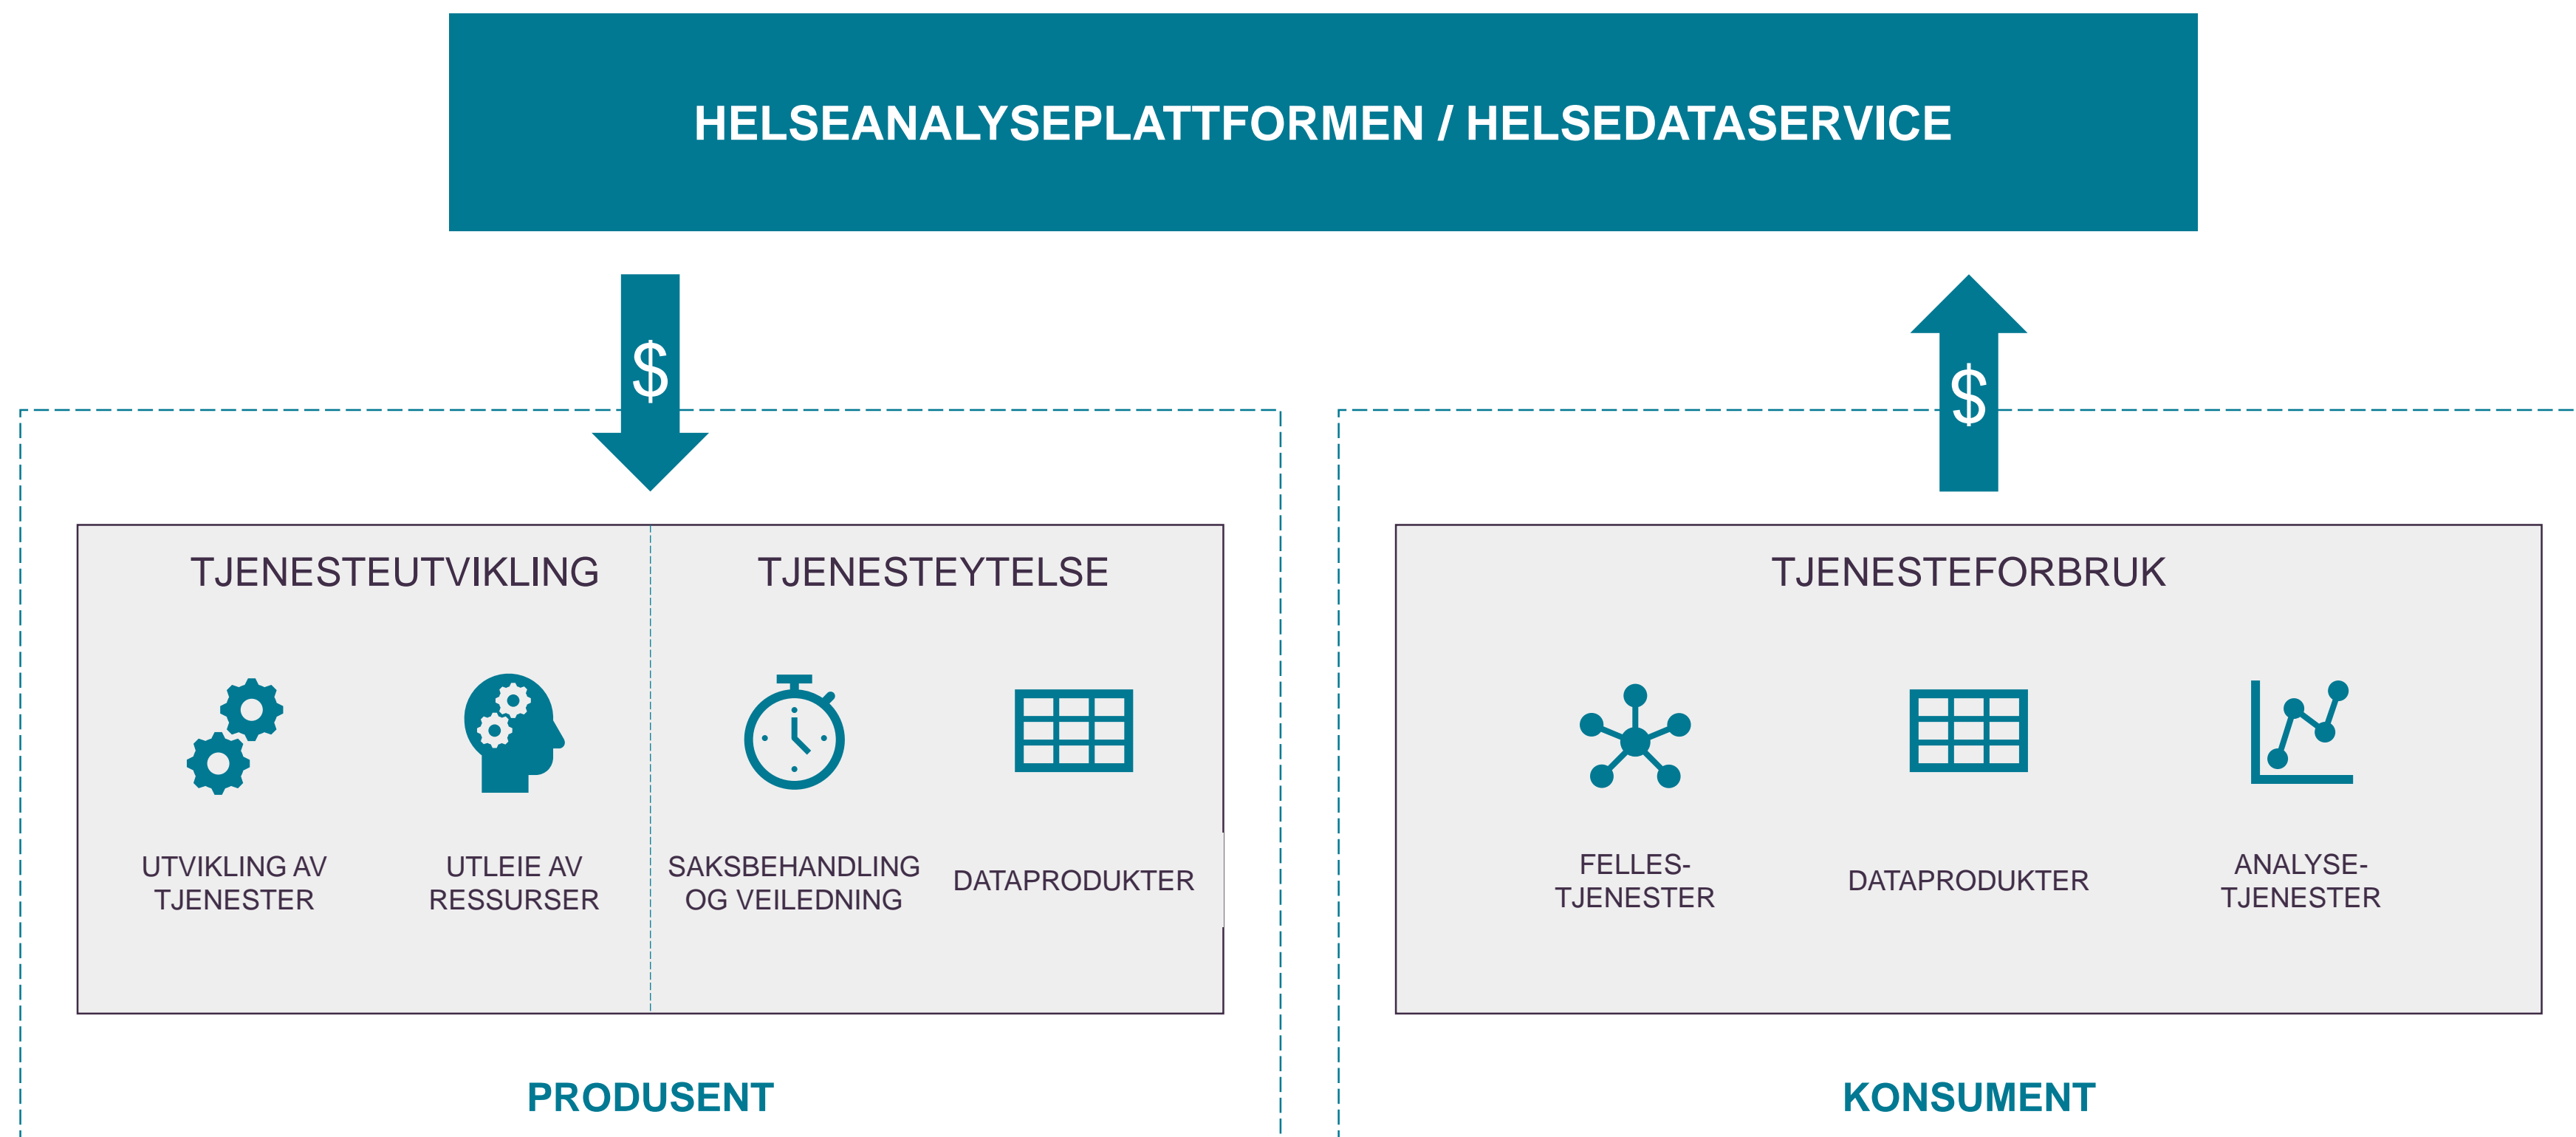 HELSEANALYSEPLATTFORMEN / HELSEDATASERVICE
$
$
TJENESTEUTVIKLING
TJENESTEYTELSE
UTVIKLING AV
TJENESTER
UTLEIE AV
RESSURSER
SAKSBEHANDLING
OG VEILEDNING
DATAPRODUKTER
PRODUSENT
TJENESTEFORBRUK
FELLES-
TJENESTER
DATAPRODUKTER
ANALYSE-
TJENESTER
KONSUMENT